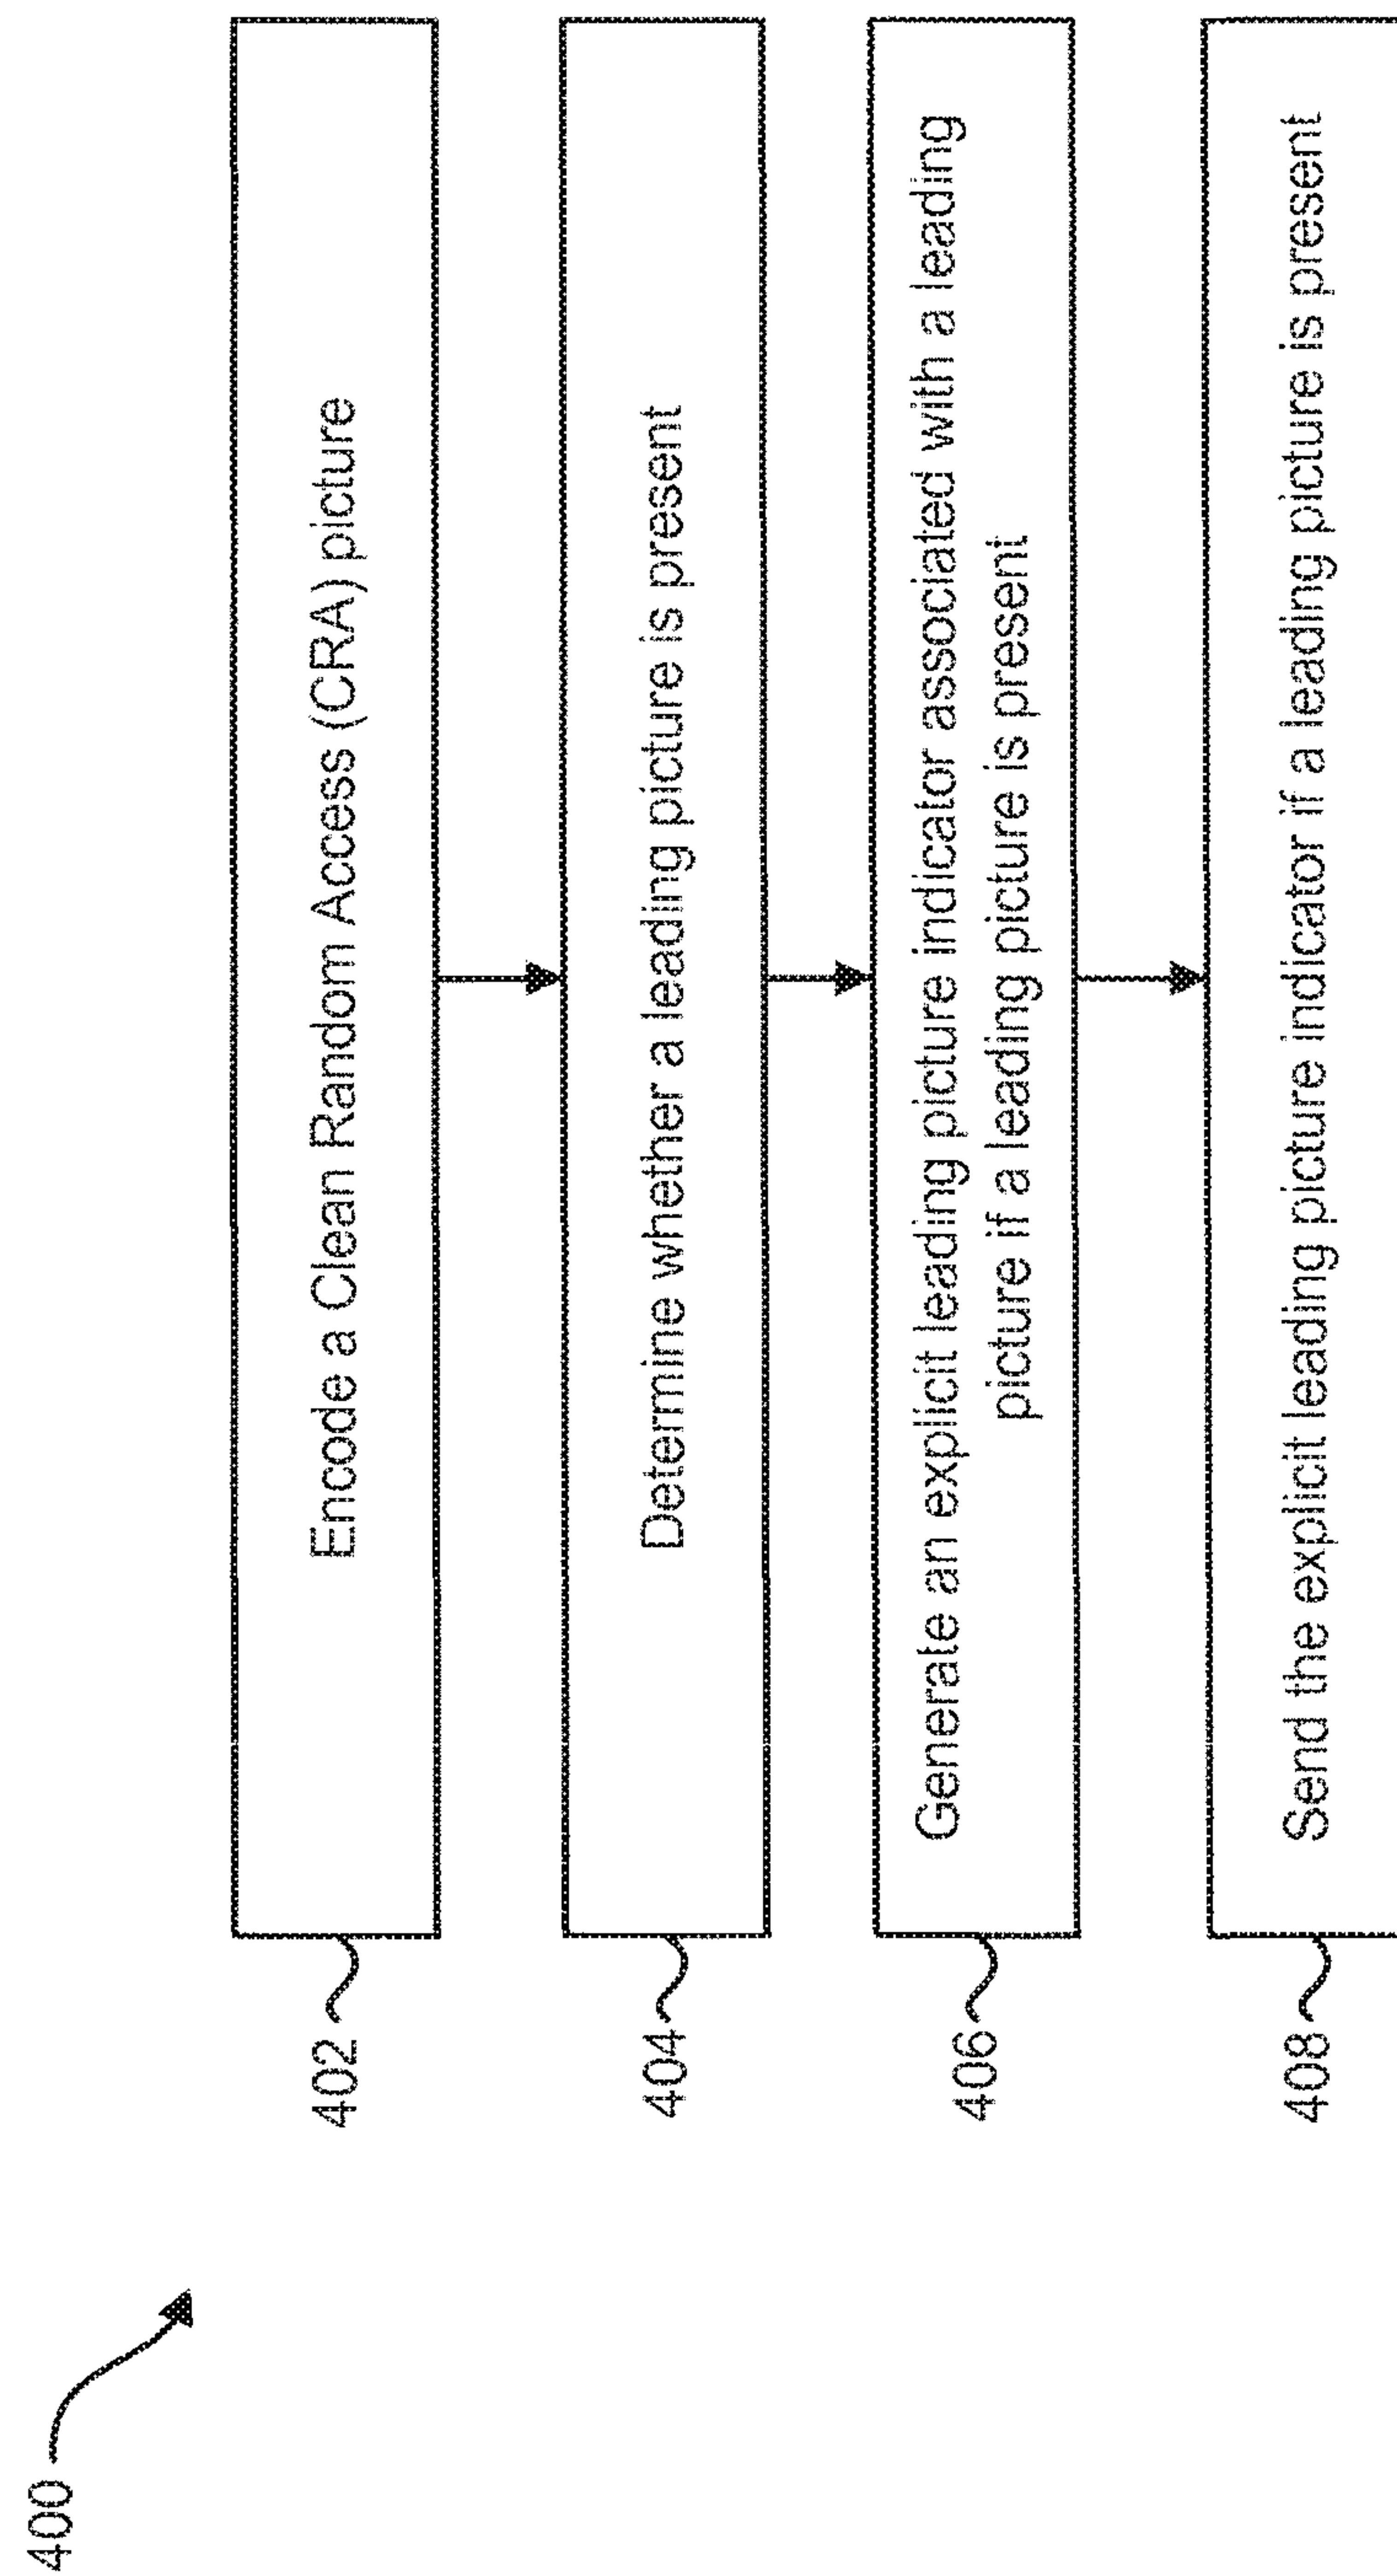 400
402
Encode a Clean Random Access (CRA) picture
404
Determine whether a leading picture is present
406
Generate an explicit leading picture indicator associated with a leading
picture if a leading picture is present
408
Send the explicit leading picture indicator if a leading picture is present